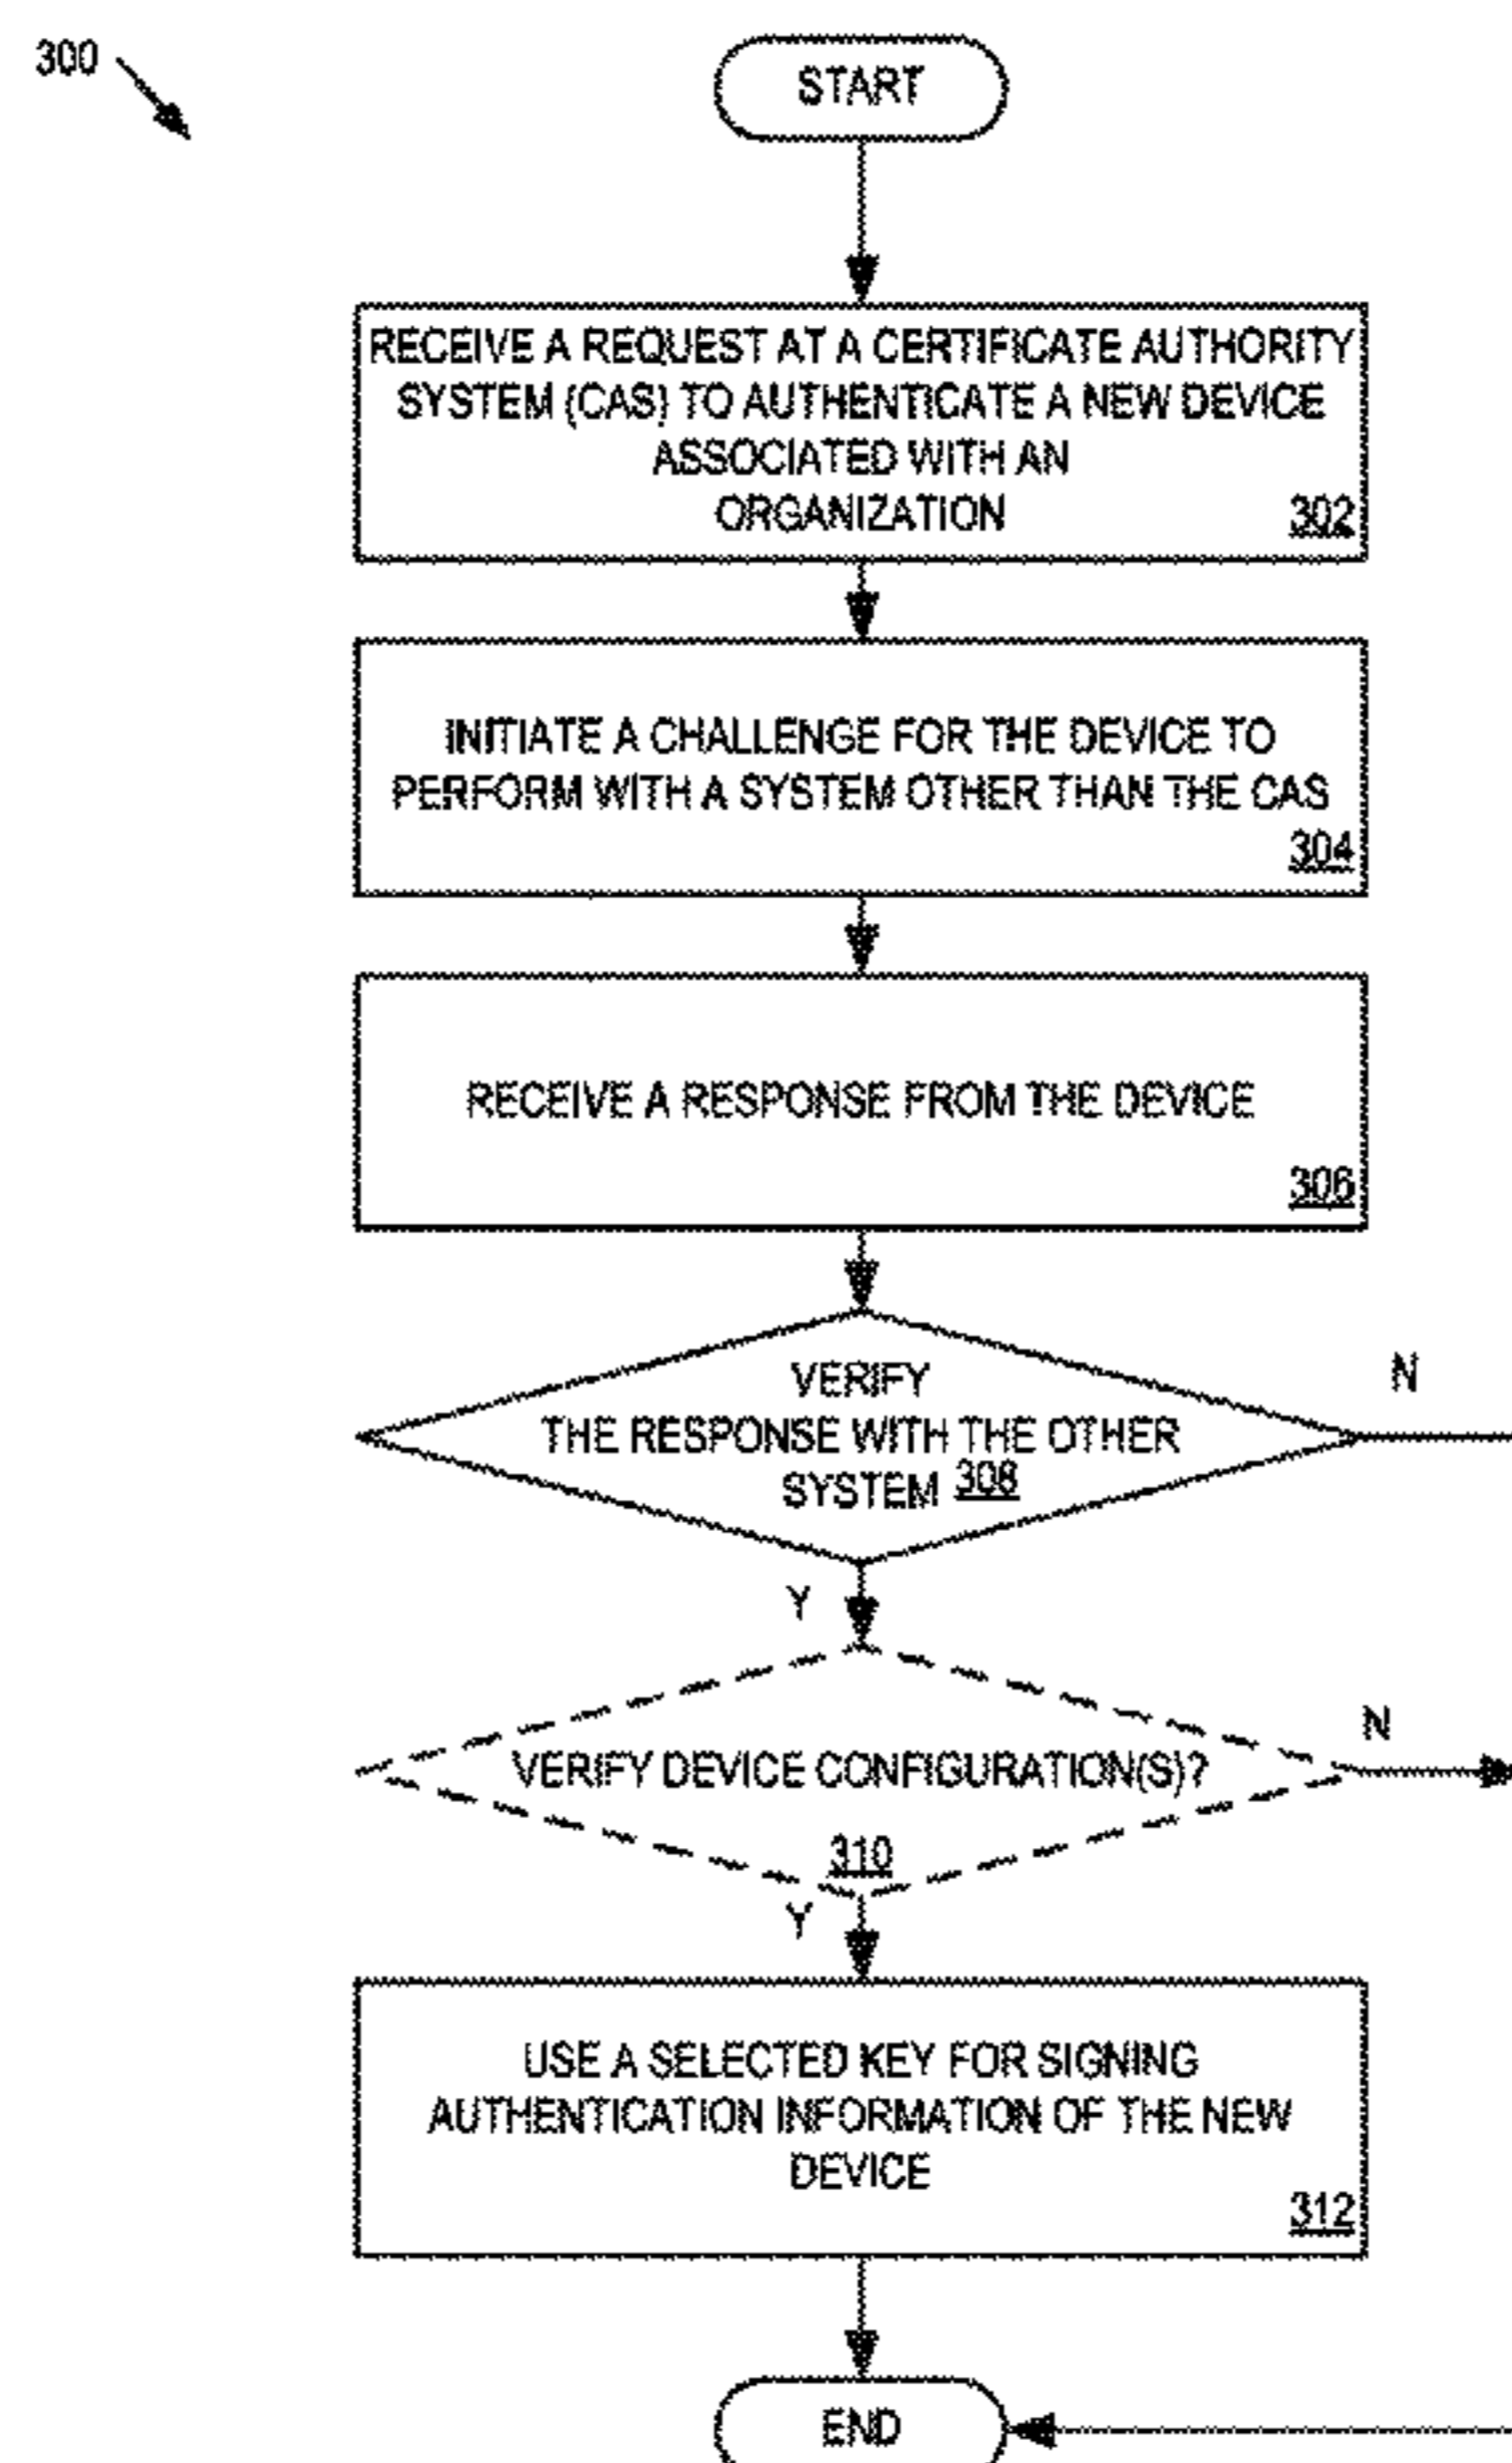 300
START
RECEIVE A REQUEST AT A CERTIFICATE AUTHORITY
SYSTEM (CAS) TO AUTHENTICATE A NEW DEVICE
ASSOCIATED WITH AN
ORGANIZATION
302
INITIATE A CHALLENGE FOR THE DEVICE TO
PERFORM WITH A SYSTEM OTHER THAN THE CAS
304
RECEIVE A RESPONSE FROM THE DEVICE
306
VERIFY
N
THE RESPONSE WITH THE OTHER
SYSTEM 308
Y
N
VERIFY DEVICE CONFIGURATION(S)?
310
Y
USE A SELECTED KEY FOR SIGNING
AUTHENTICATION INFORMATION OF THE NEW
DEVICE
312
END